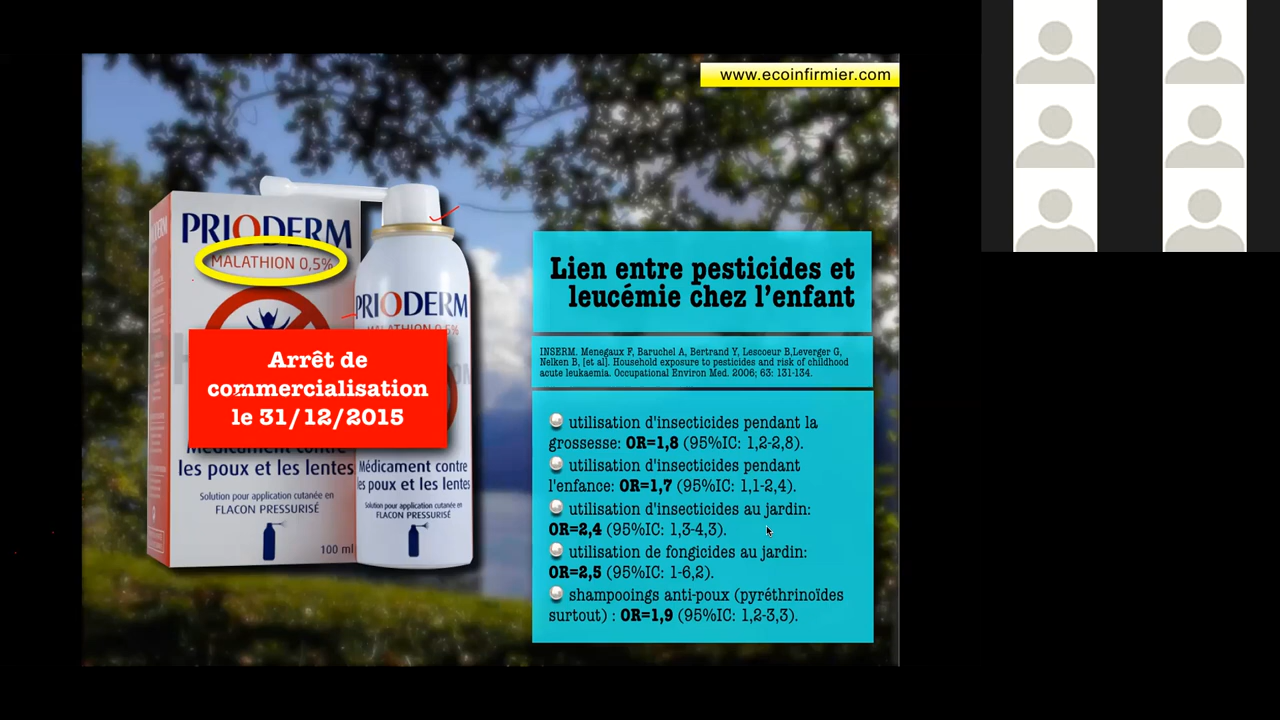 www.ecoinfirmier.com
PRIODERM
MALATHION 0,5%
PRIODERM
MALATHION 0,5%
Arrêt de
commercialisation
le 31/12/2015
Médicament contre
les poux et les lentes
Solution pour application cutanée en
FLACON PRESSURISÉ
100 ml
Médicament contre
les poux et les lentes
Solution pour application cutanée en
FLACON PRESSURISÉ
Lien entre pesticides et
leucémie chez l'enfant
INSERM. Menegaux F, Baruchel A, Bertrand Y, Lescoeur B,Leverger G,
Nelken B, [et al]. Household exposure to pesticides and risk of childhood
acute leukaemia. Occupational Environ Med. 2006; 63: 131-134.
utilisation d'insecticides pendant la
grossesse: OR=1,8 (95%IC: 1,2-2,8).
utilisation d'insecticides pendant
l'enfance: OR=1,7 (95%IC: 1,1-2,4).
utilisation d'insecticides au jardin:
OR=2,4 (95%IC: 1,3-4,3).
utilisation de fongicides au jardin:
OR=2,5 (95%IC: 1-6,2).
shampooings anti-poux (pyréthrinoïdes
surtout) : OR=1,9 (95%IC: 1,2-3,3).